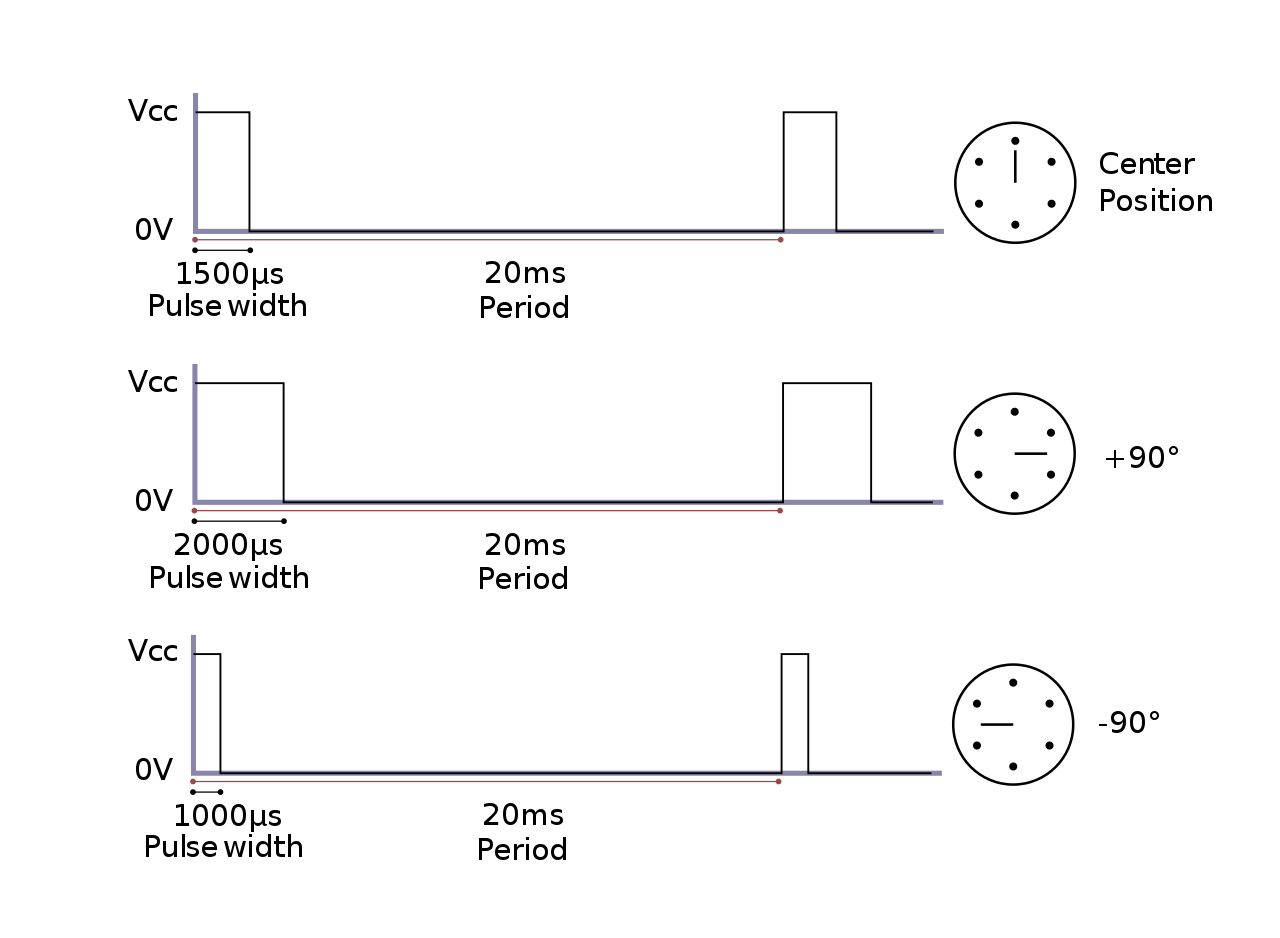 Vcc
0V
1500µs
Pulse width
20ms
Period
Center
Position
Vcc
0V
2000µs
Pulse width
20ms
Period
+90°
Vcc
0V
1000µs
Pulse width
20ms
Period
-90°